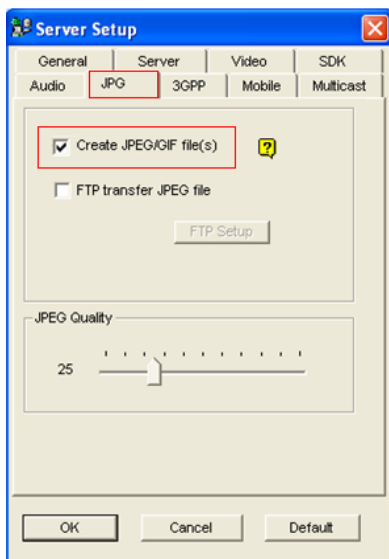 Server Setup
General Server Video SDK
Audio JPG 3GPP Mobile Multicast
Create JPEG/GIF file(s)
FTP transfer JPEG file
FTP Setup
JPEG Quality
25
OK Cancel Default